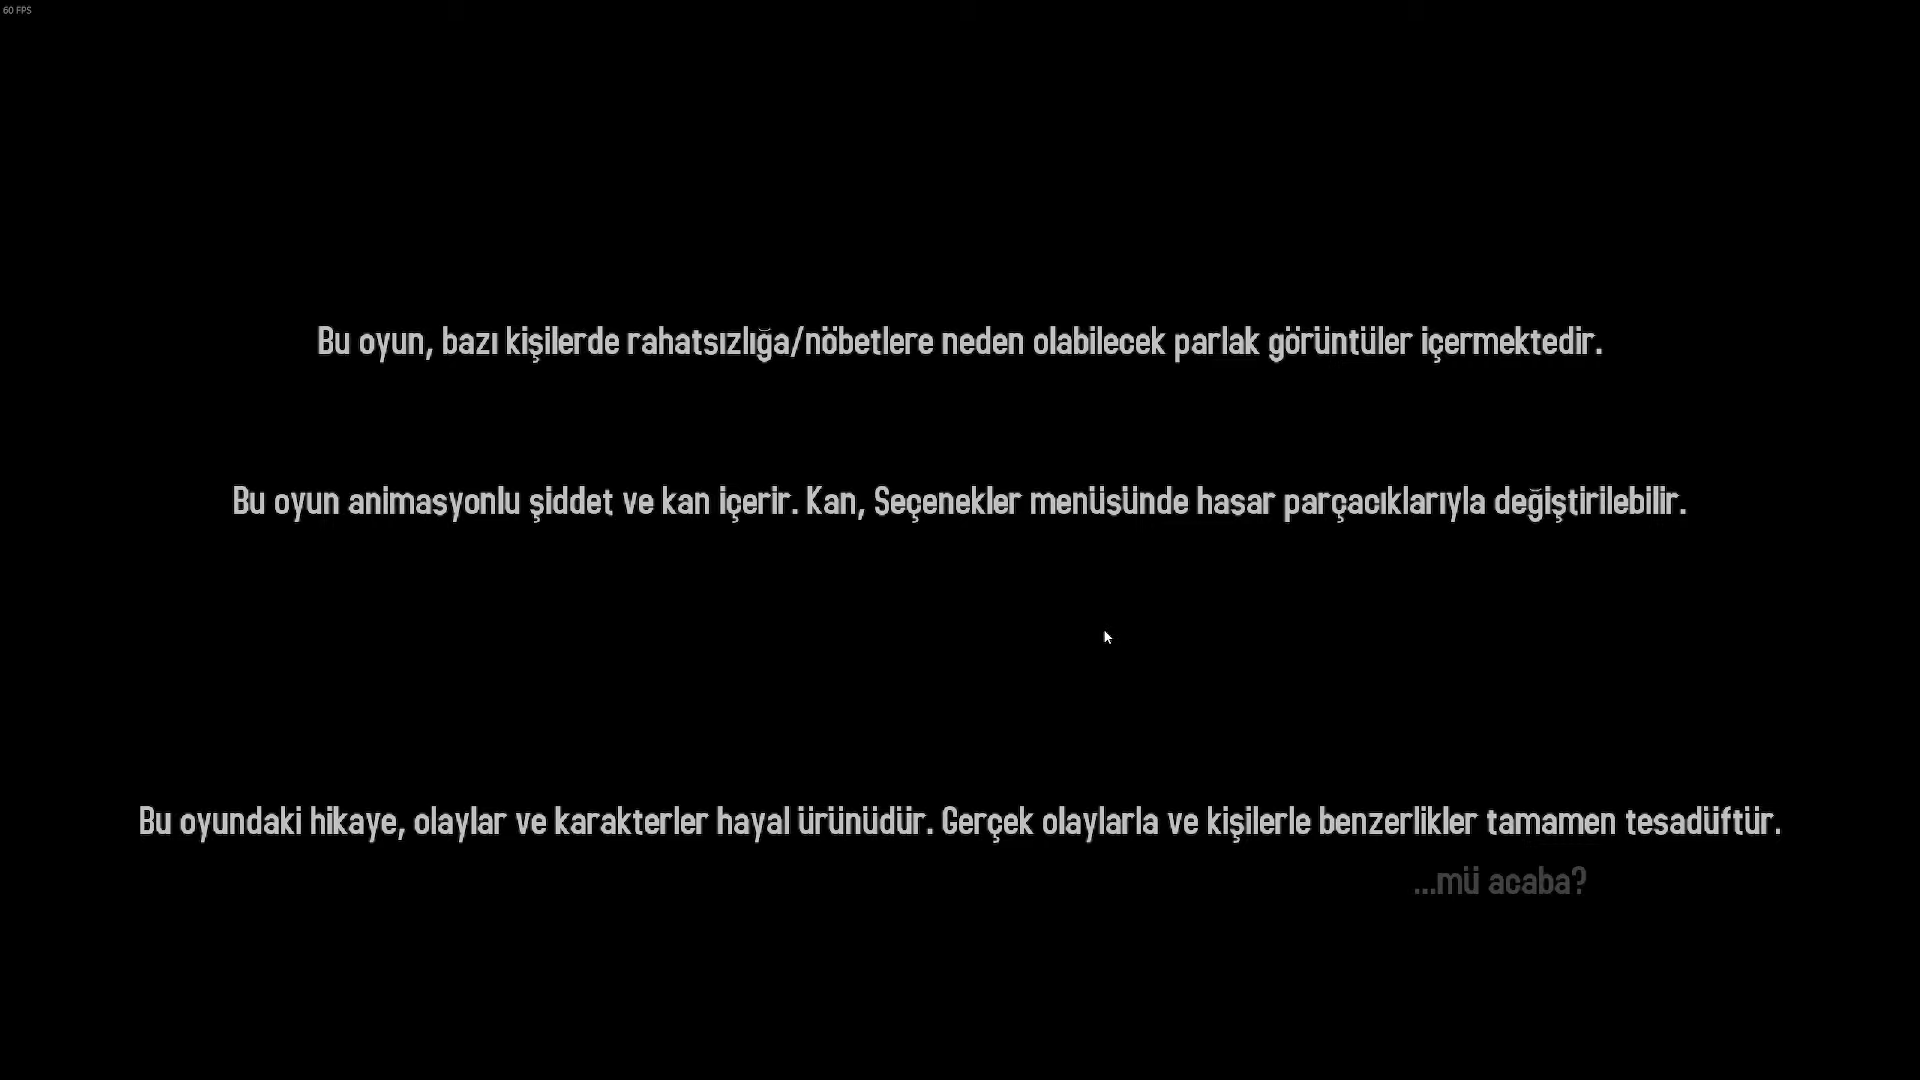 60 FPS
Bu oyun, bazı kişilerde rahatsızlığa/nöbetlere neden olabilecek parlak görüntüler içermektedir.
Bu oyun animasyonlu şiddet ve kan içerir. Kan, Seçenekler menüsünde hasar parçacıklarıyla değiştirilebilir.
Bu oyundaki hikaye, olaylar ve karakterler hayal ürünüdür. Gerçek olaylarla ve kişilerle benzerlikler tamamen tesadüftür.
...mü acaba?